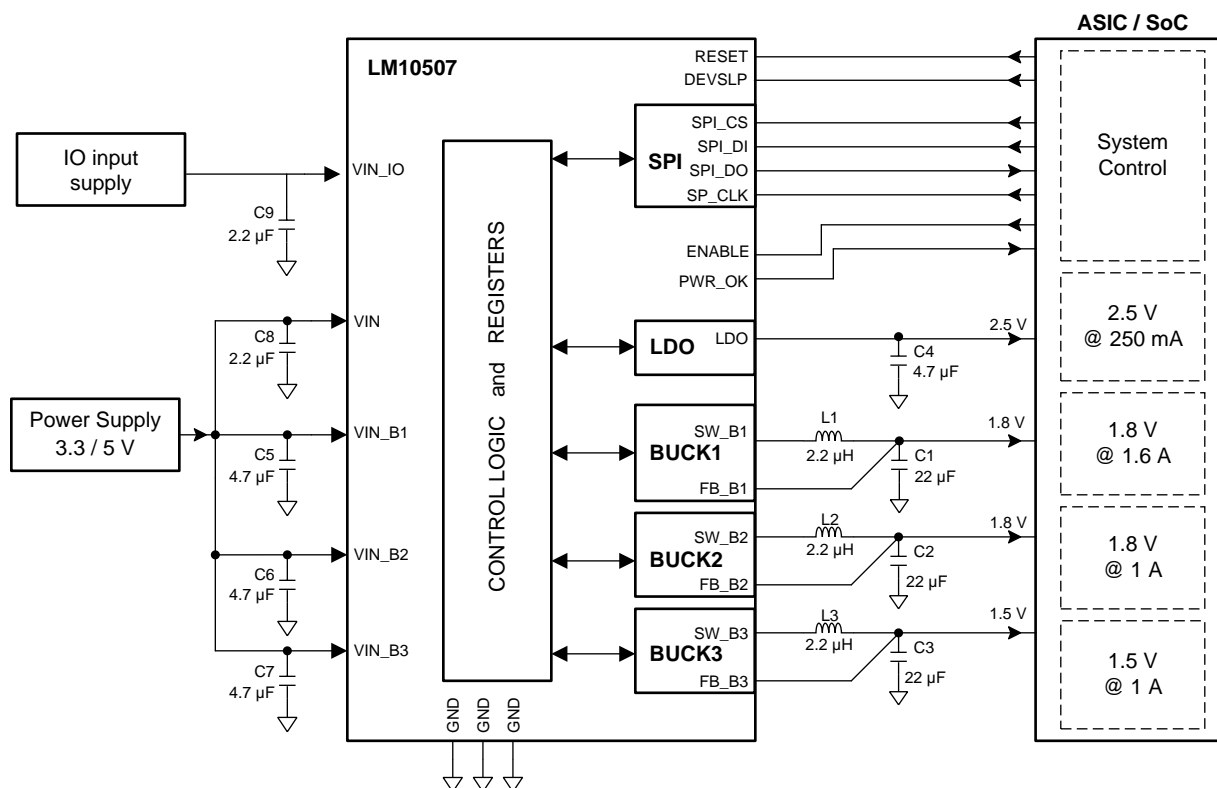 ASIC / SoC
LM10507
RESET
DEVSLP
SPI_CS
SPI_DI
SPI
SPI_DO
SP_CLK
System
Control
IO input
supply
VIN_IO
C9
2.2 µF
ENABLE
PWR_OK
CONTROL LOGIC and REGISTERS
VIN
C8
2.2 µF
LDO
LDO
2.5 V
C4
4.7 µF
2.5 V
@ 250 mA
Power Supply
3.3 / 5 V
VIN_B1
C5
4.7 µF
BUCK1
SW_B1
FB_B1
L1
2.2 µH
C1
22 µF
1.8 V
1.8 V
@ 1.6 A
VIN_B2
C6
4.7 µF
BUCK2
SW_B2
FB_B2
L2
2.2 µH
C2
22 µF
1.8 V
1.8 V
@ 1 A
VIN_B3
C7
4.7 µF
BUCK3
SW_B3
FB_B3
L3
2.2 µH
C3
22 µF
1.5 V
1.5 V
@ 1 A
GND
GND
GND